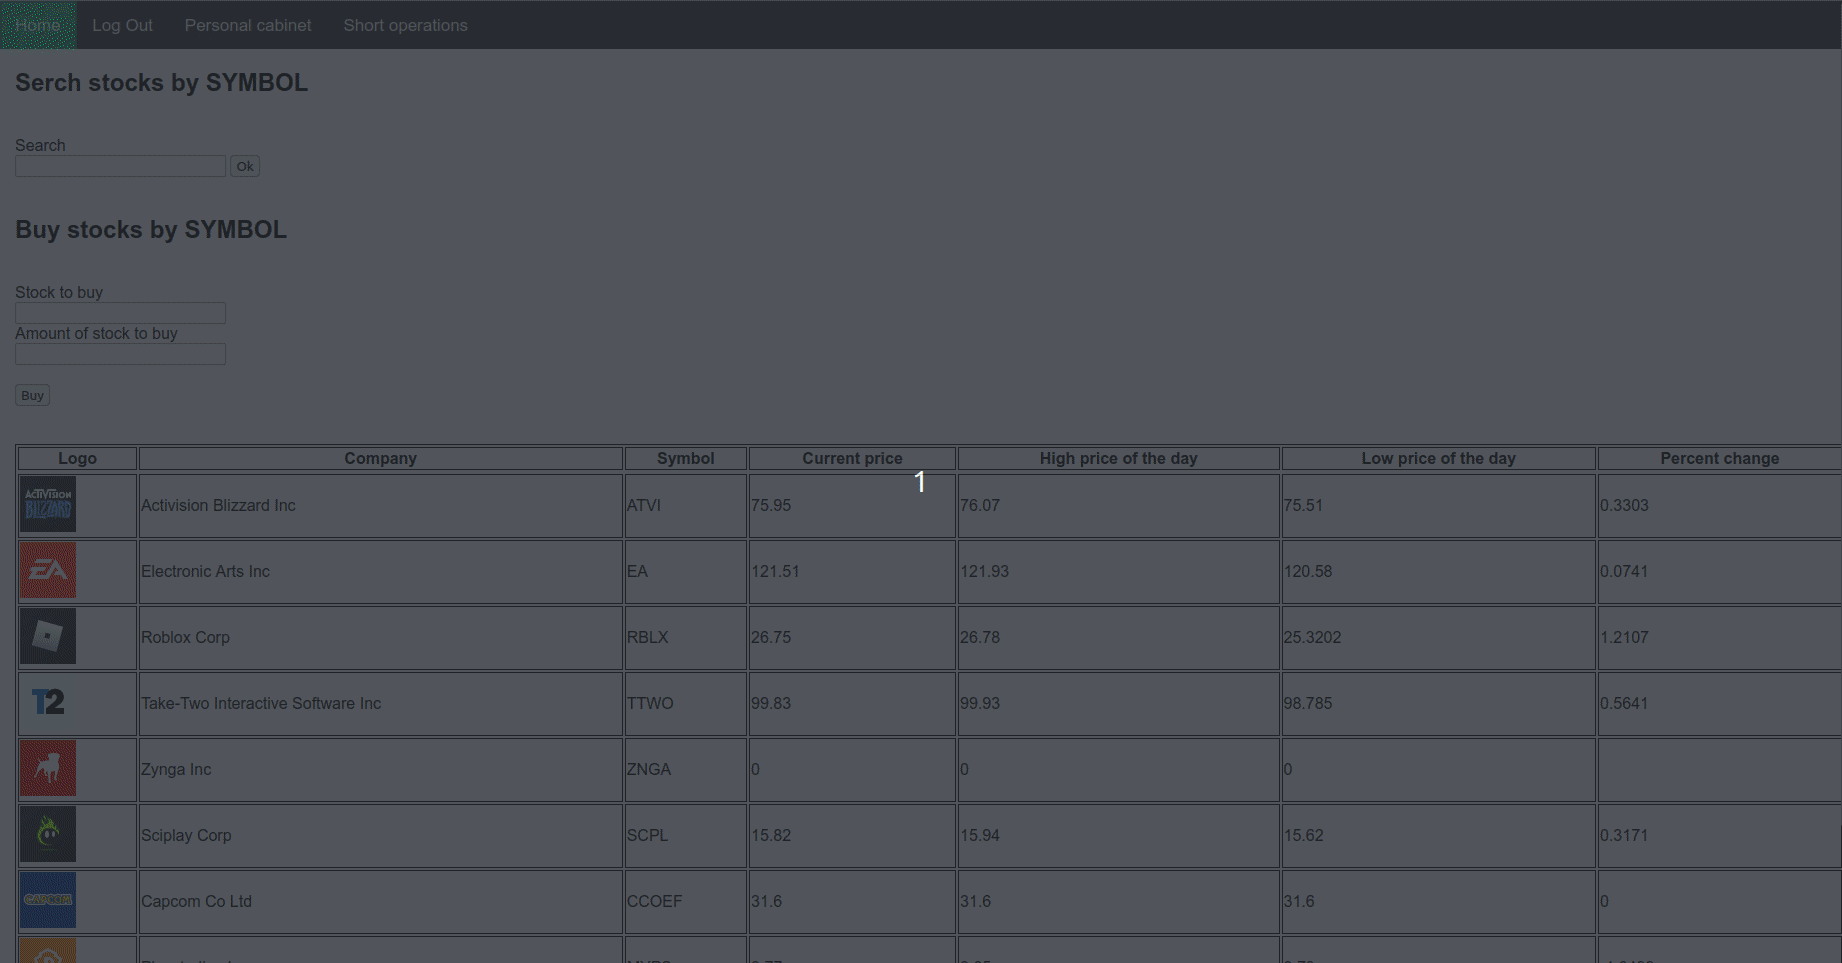 Home Log Out Personal cabinet Short operations
Serch stocks by SYMBOL
Search
Ok
Buy stocks by SYMBOL
Stock to buy
Amount of stock to buy
Buy
Logo Company Symbol Current price High price of the day Low price of the day Percent change
1
ACTIVISION BLIZZARD Activision Blizzard Inc ATVI 75.95 76.07 75.51 0.3303
EA Electronic Arts Inc EA 121.51 121.93 120.58 0.0741
Roblox Corp RBLX 26.75 26.78 25.3202 1.2107
T2 Take-Two Interactive Software Inc TTWO 99.83 99.93 98.785 0.5641
Zynga Inc ZNGA 0 0 0
Sciplay Corp SCPL 15.82 15.94 15.62 0.3171
CAPCOM Capcom Co Ltd CCOEF 31.6 31.6 31.6 0